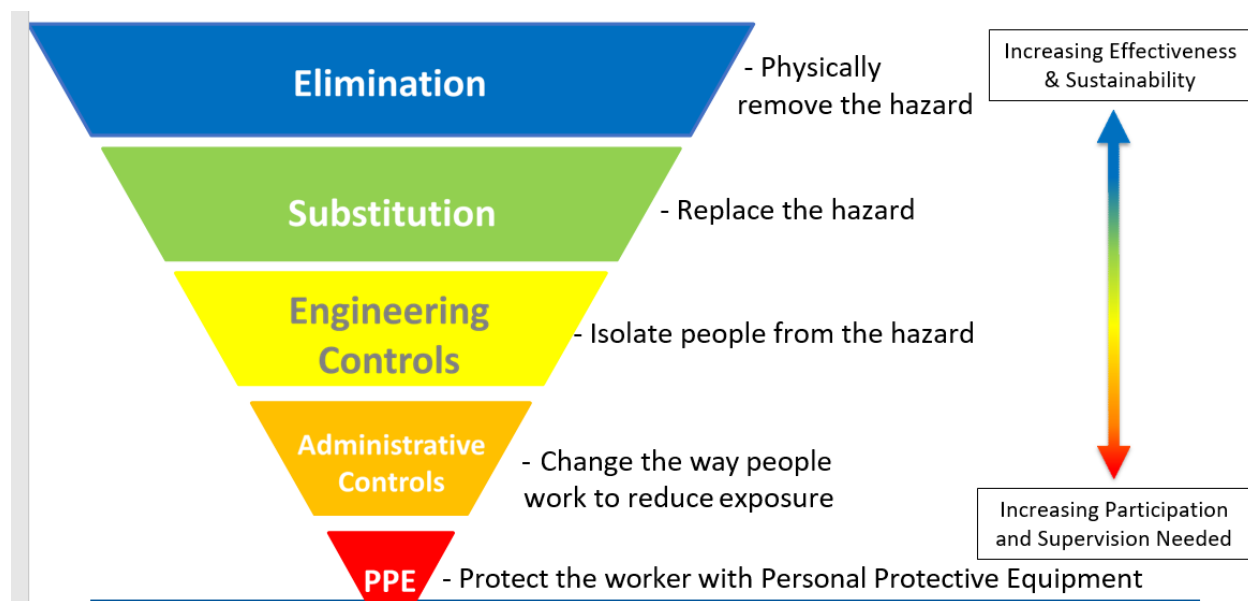 Elimination
- Physically
remove the hazard
Increasing Effectiveness
& Sustainability
Substitution
- Replace the hazard
Engineering
Controls
- Isolate people from the hazard
Administrative
Controls
- Change the way people
work to reduce exposure
Increasing Participation
and Supervision Needed
PPE
- Protect the worker with Personal Protective Equipment